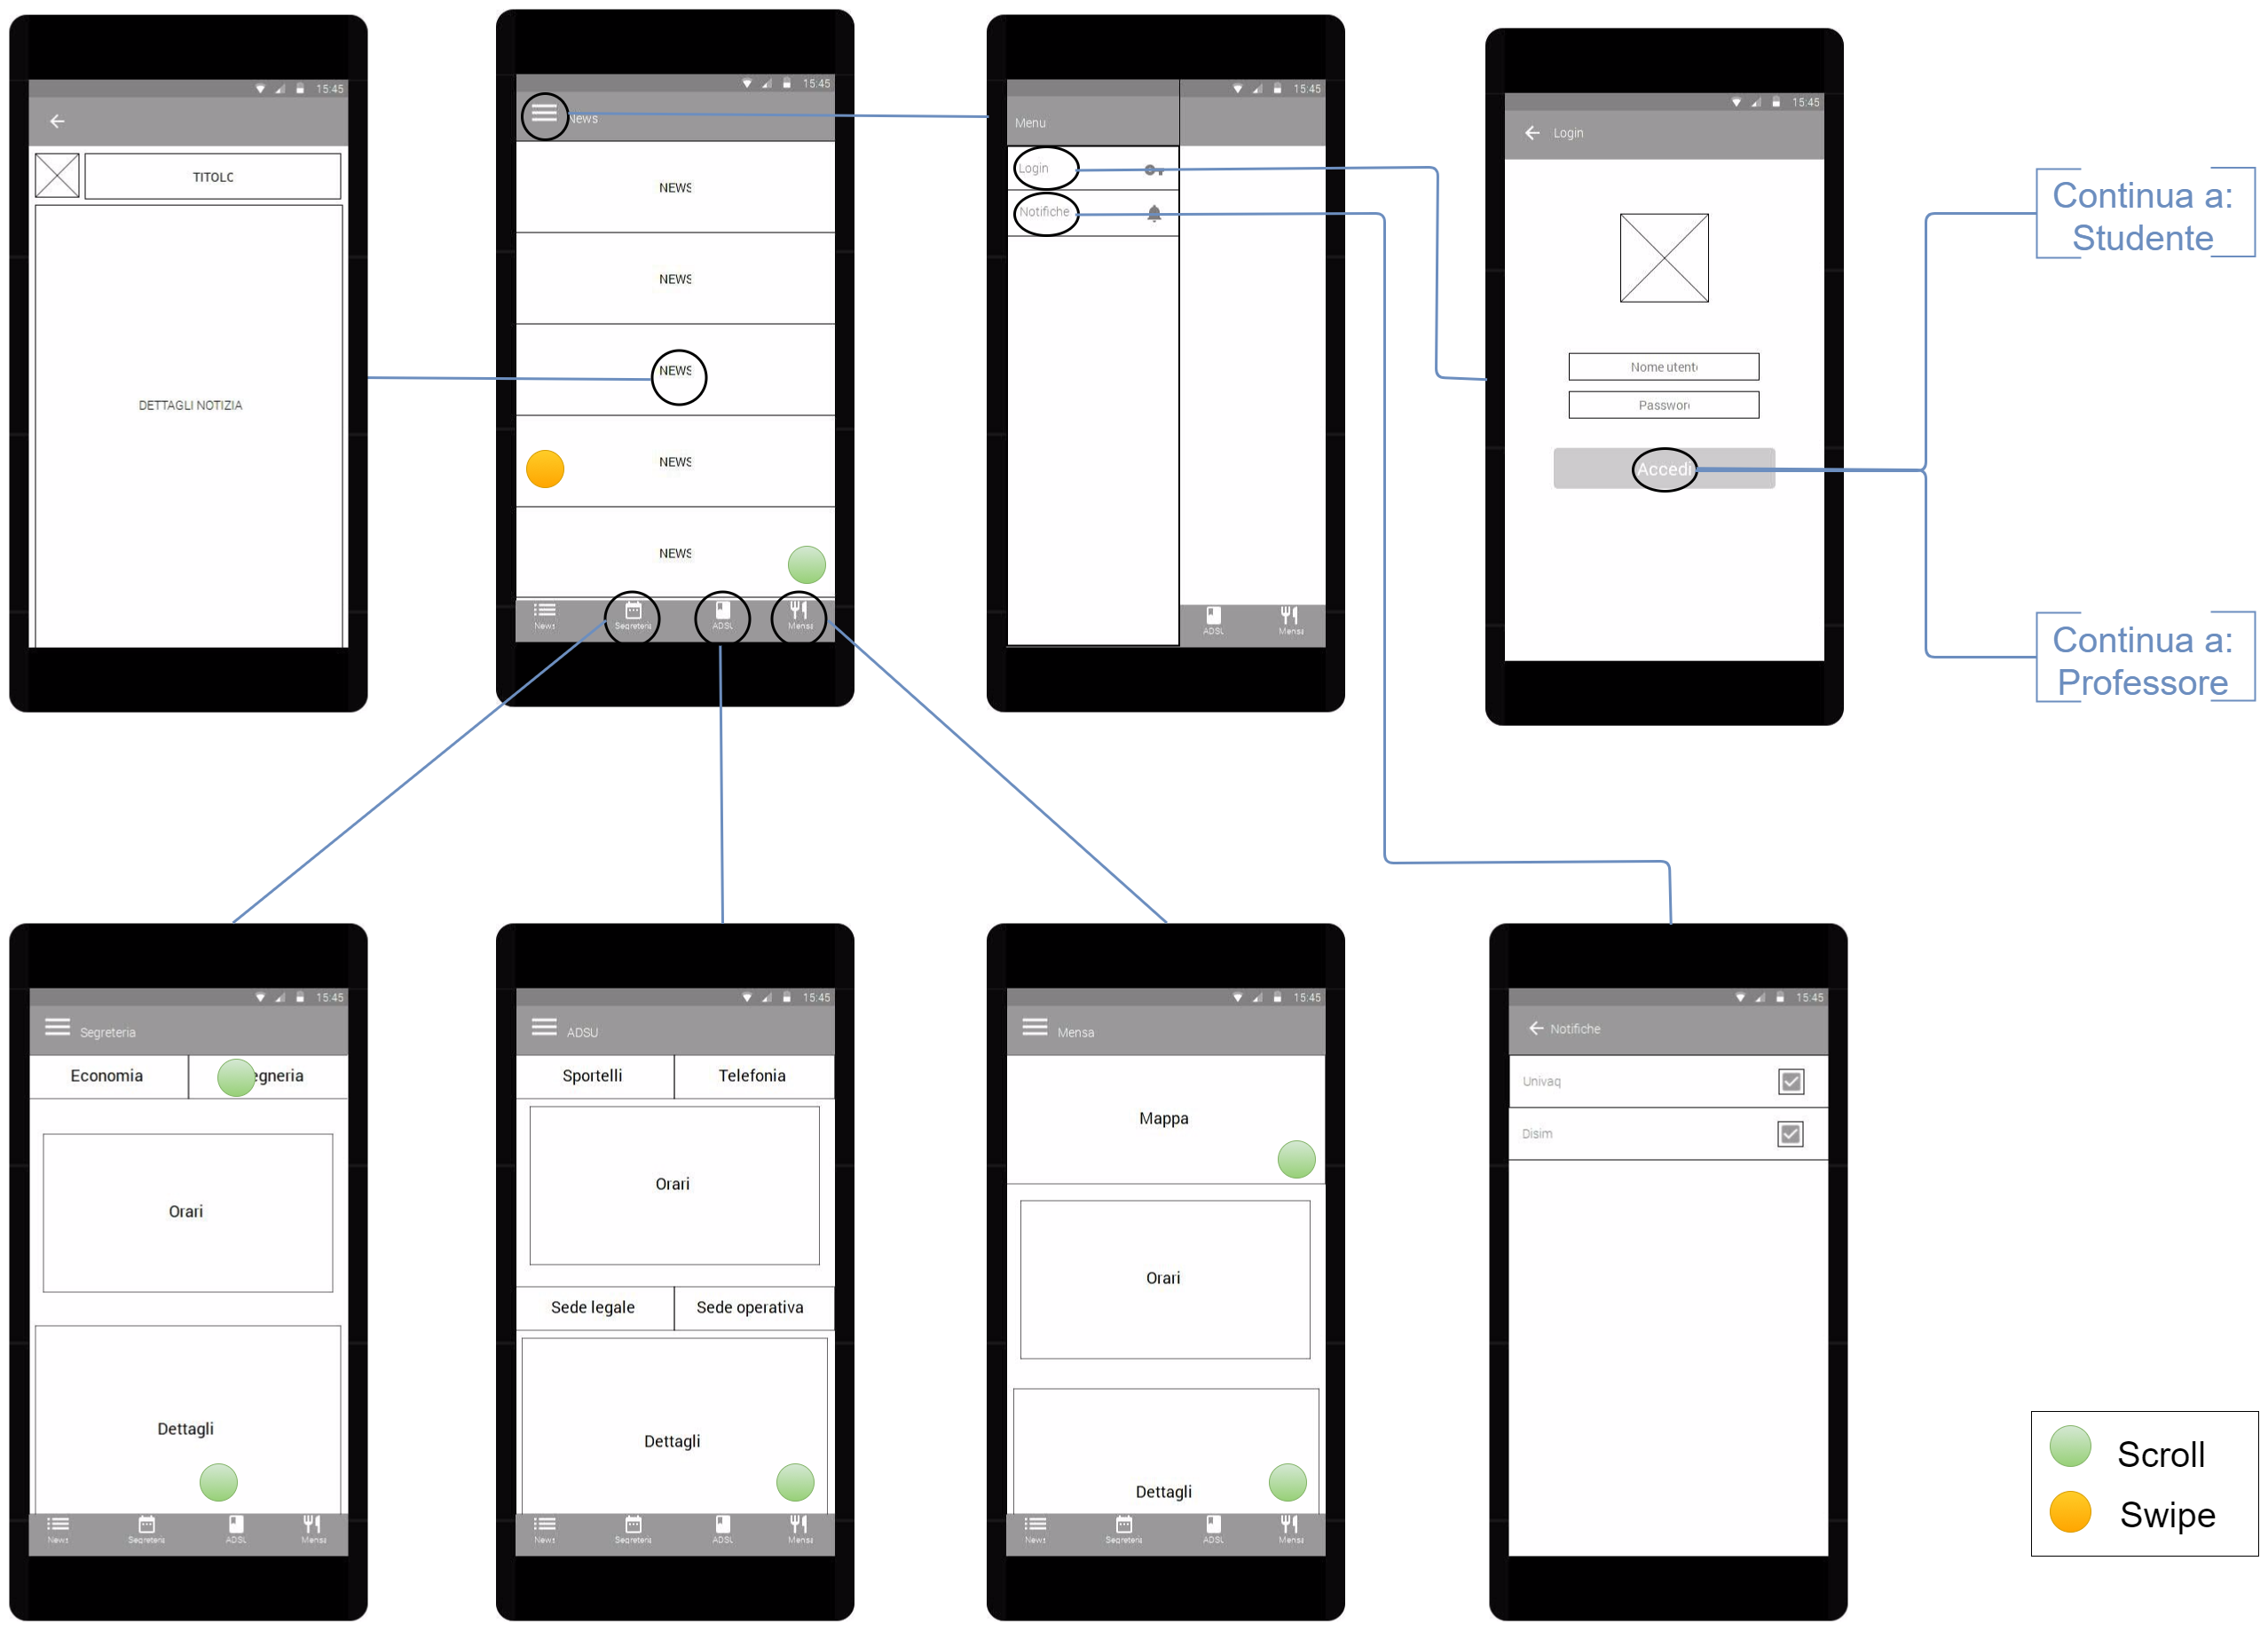 15:45
TITOLO
DETTAGLI NOTIZIA
15:45
News
NEWS
NEWS
NEWS
NEWS
NEWS
News
Segreteria
ADSU
Mensa
15:45
Menu
Login
Notifiche
ADSU
Mensa
15:45
Login
Nome utente
Password
Accedi
Continua a:
Studente
Continua a:
Professore
15:45
Segreteria
Economia
egneria
Orari
Dettagli
News
Segreteria
ADSU
Mensa
15:45
ADSU
Sportelli
Telefonia
Orari
Sede legale
Sede operativa
Dettagli
News
Segreteria
ADSU
Mensa
15:45
Mensa
Mappa
Orari
Dettagli
News
Segreteria
ADSU
Mensa
15:45
Notifiche
Univaq
Disim
Scroll
Swipe